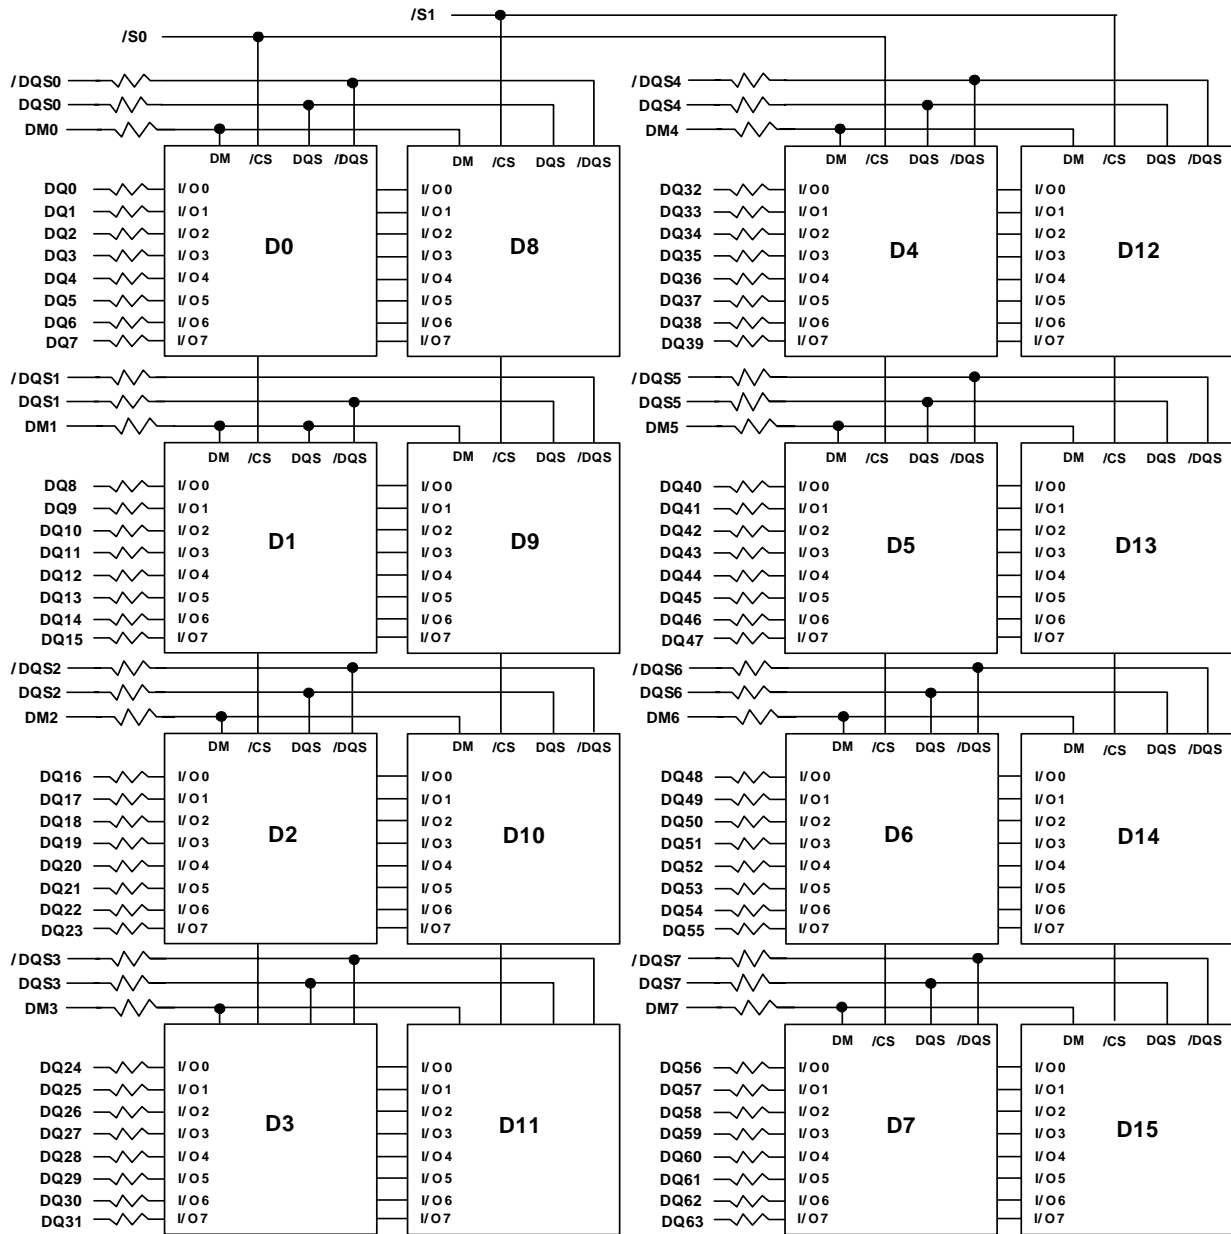 /S1
/S0
/DQS0 /DQS4
DQS0 DQS4
DM0 DM4
DM /CS DQS /DQS DM /CS DQS /DQS DM /CS DQS /DQS DM /CS DQS /DQS
DQ0 I/O0 I/O0 DQ32 I/O0 I/O0
DQ1 I/O1 I/O1 DQ33 I/O1 I/O1
DQ2 I/O2 I/O2 DQ34 I/O2 I/O2
D0 D8 D4 D12
DQ3 I/O3 I/O3 DQ35 I/O3 I/O3
DQ4 I/O4 I/O4 DQ36 I/O4 I/O4
DQ5 I/O5 I/O5 DQ37 I/O5 I/O5
DQ6 I/O6 I/O6 DQ38 I/O6 I/O6
DQ7 I/O7 I/O7 DQ39 I/O7 I/O7
/DQS1 /DQS5
DQS1 DQS5
DM1 DM5
DM /CS DQS /DQS DM /CS DQS /DQS DM /CS DQS /DQS DM /CS DQS /DQS
DQ8 I/O0 I/O0 DQ40 I/O0 I/O0
DQ9 I/O1 I/O1 DQ41 I/O1 I/O1
DQ10 I/O2 I/O2 DQ42 I/O2 I/O2
D1 D9 D5 D13
DQ11 I/O3 I/O3 DQ43 I/O3 I/O3
DQ12 I/O4 I/O4 DQ44 I/O4 I/O4
DQ13 I/O5 I/O5 DQ45 I/O5 I/O5
DQ14 I/O6 I/O6 DQ46 I/O6 I/O6
DQ15 I/O7 I/O7 DQ47 I/O7 I/O7
/DQS2 /DQS6
DQS2 DQS6
DM2 DM6
DM /CS DQS /DQS DM /CS DQS /DQS DM /CS DQS /DQS DM /CS DQS /DQS
DQ16 I/O0 I/O0 DQ48 I/O0 I/O0
DQ17 I/O1 I/O1 DQ49 I/O1 I/O1
DQ18 I/O2 I/O2 DQ50 I/O2 I/O2
D2 D10 D6 D14
DQ19 I/O3 I/O3 DQ51 I/O3 I/O3
DQ20 I/O4 I/O4 DQ52 I/O4 I/O4
DQ21 I/O5 I/O5 DQ53 I/O5 I/O5
DQ22 I/O6 I/O6 DQ54 I/O6 I/O6
DQ23 I/O7 I/O7 DQ55 I/O7 I/O7
/DQS3 /DQS7
DQS3 DQS7
DM3 DM7
DM /CS DQS /DQS DM /CS DQS /DQS
DQ24 I/O0 I/O0 DQ56 I/O0 I/O0
DQ25 I/O1 I/O1 DQ57 I/O1 I/O1
DQ26 I/O2 I/O2 DQ58 I/O2 I/O2
D3 D11 D7 D15
DQ27 I/O3 I/O3 DQ59 I/O3 I/O3
DQ28 I/O4 I/O4 DQ60 I/O4 I/O4
DQ29 I/O5 I/O5 DQ61 I/O5 I/O5
DQ30 I/O6 I/O6 DQ62 I/O6 I/O6
DQ31 I/O7 I/O7 DQ63 I/O7 I/O7